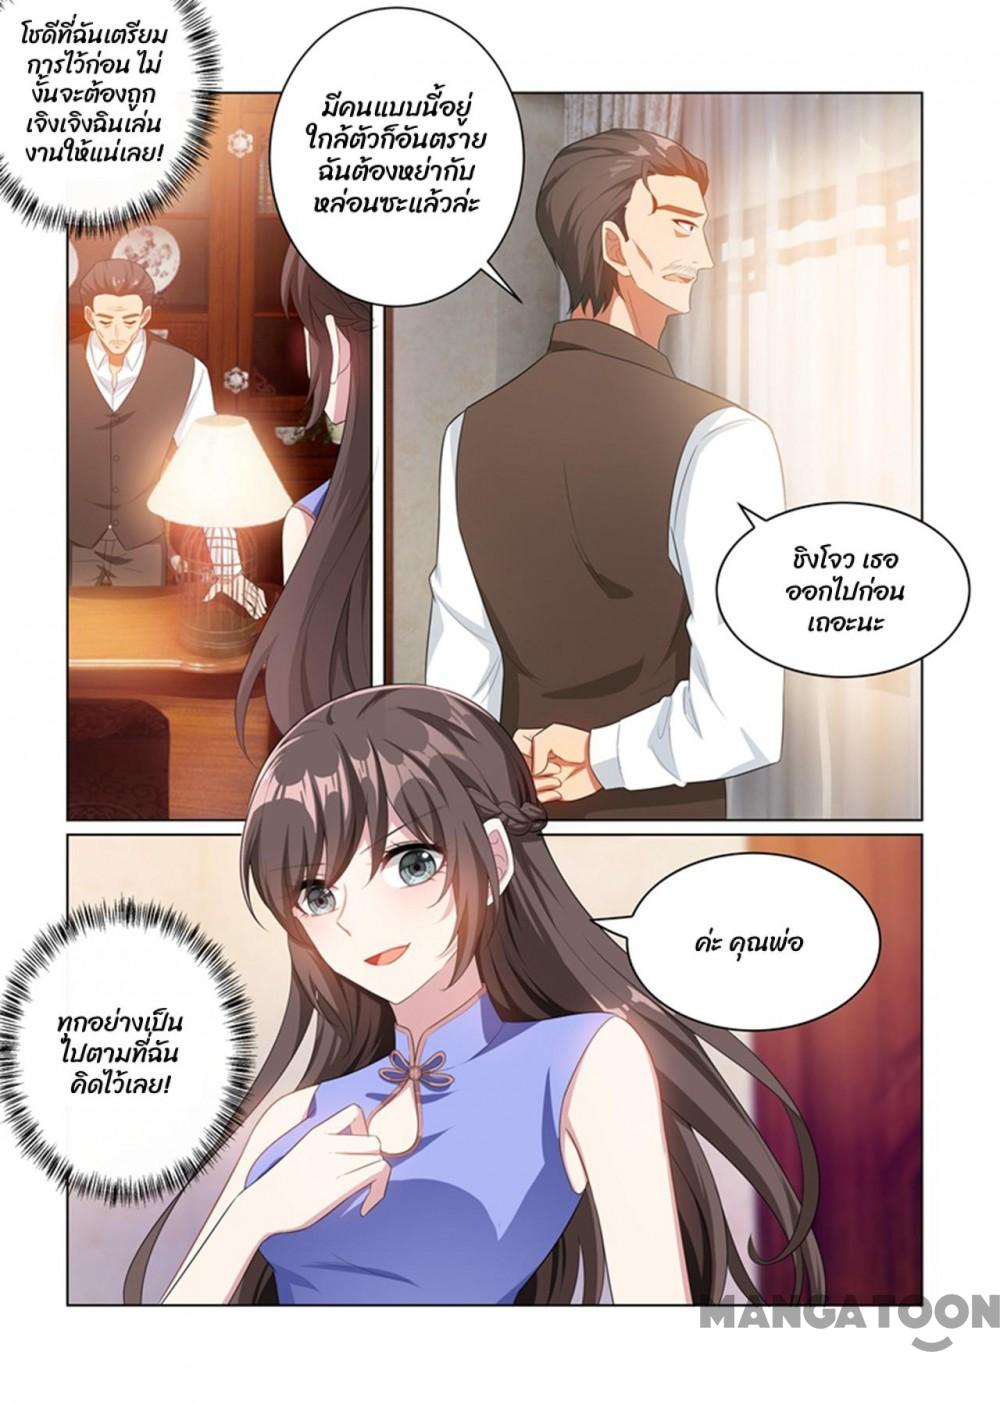 โชดีที่ฉันเตรียม
การไว้ก่อน ไม่
งั้นจะต้องถูก
เจิงเจิงฉินเล่น
งานให้แน่เลย!
มีคนแบบนี้อยู่
ใกล้ตัวก็อันตราย
ฉันต้องหย่ากับ
หล่อนซะแล้วล่ะ
ชิงโจว เธอ
ออกไปก่อน
เถอะนะ
ค่ะ คุณพ่อ
ทุกอย่างเป็น
ไปตามที่ฉัน
คิดไว้เลย!
MANGATOON